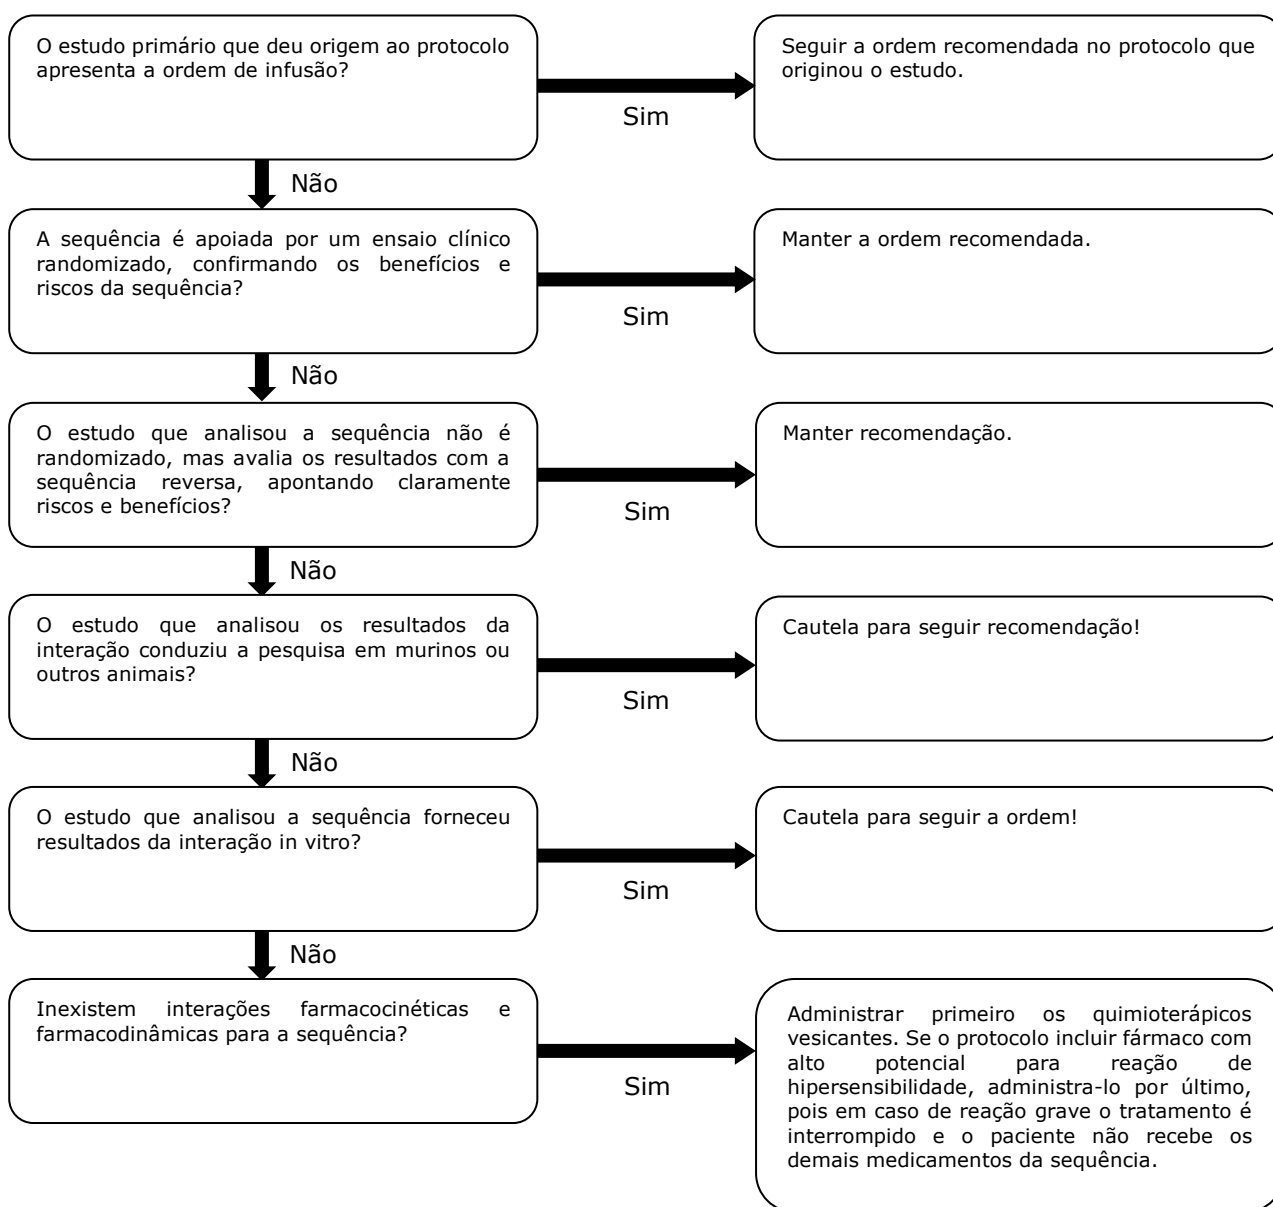 O estudo primário que deu origem ao protocolo
apresenta a ordem de infusão?
Sim
Seguir a ordem recomendada no protocolo que
originou o estudo.
Não
A sequência é apoiada por um ensaio clínico
randomizado, confirmando os benefícios e
riscos da sequência?
Sim
Manter a ordem recomendada.
Não
O estudo que analisou a sequência não é
randomizado, mas avalia os resultados com a
sequência reversa, apontando claramente
riscos e benefícios?
Sim
Manter recomendação.
Não
O estudo que analisou os resultados da
interação conduziu a pesquisa em murinos ou
outros animais?
Sim
Cautela para seguir recomendação!
Não
O estudo que analisou a sequência forneceu
resultados da interação in vitro?
Sim
Cautela para seguir a ordem!
Não
Inexistem interações farmacocinéticas e
farmacodinâmicas para a sequência?
Sim
Administrar primeiro os quimioterápicos
vesicantes. Se o protocolo incluir fármaco com
alto potencial para reação de
hipersensibilidade, administra-lo por último,
pois em caso de reação grave o tratamento é
interrompido e o paciente não recebe os
demais medicamentos da sequência.